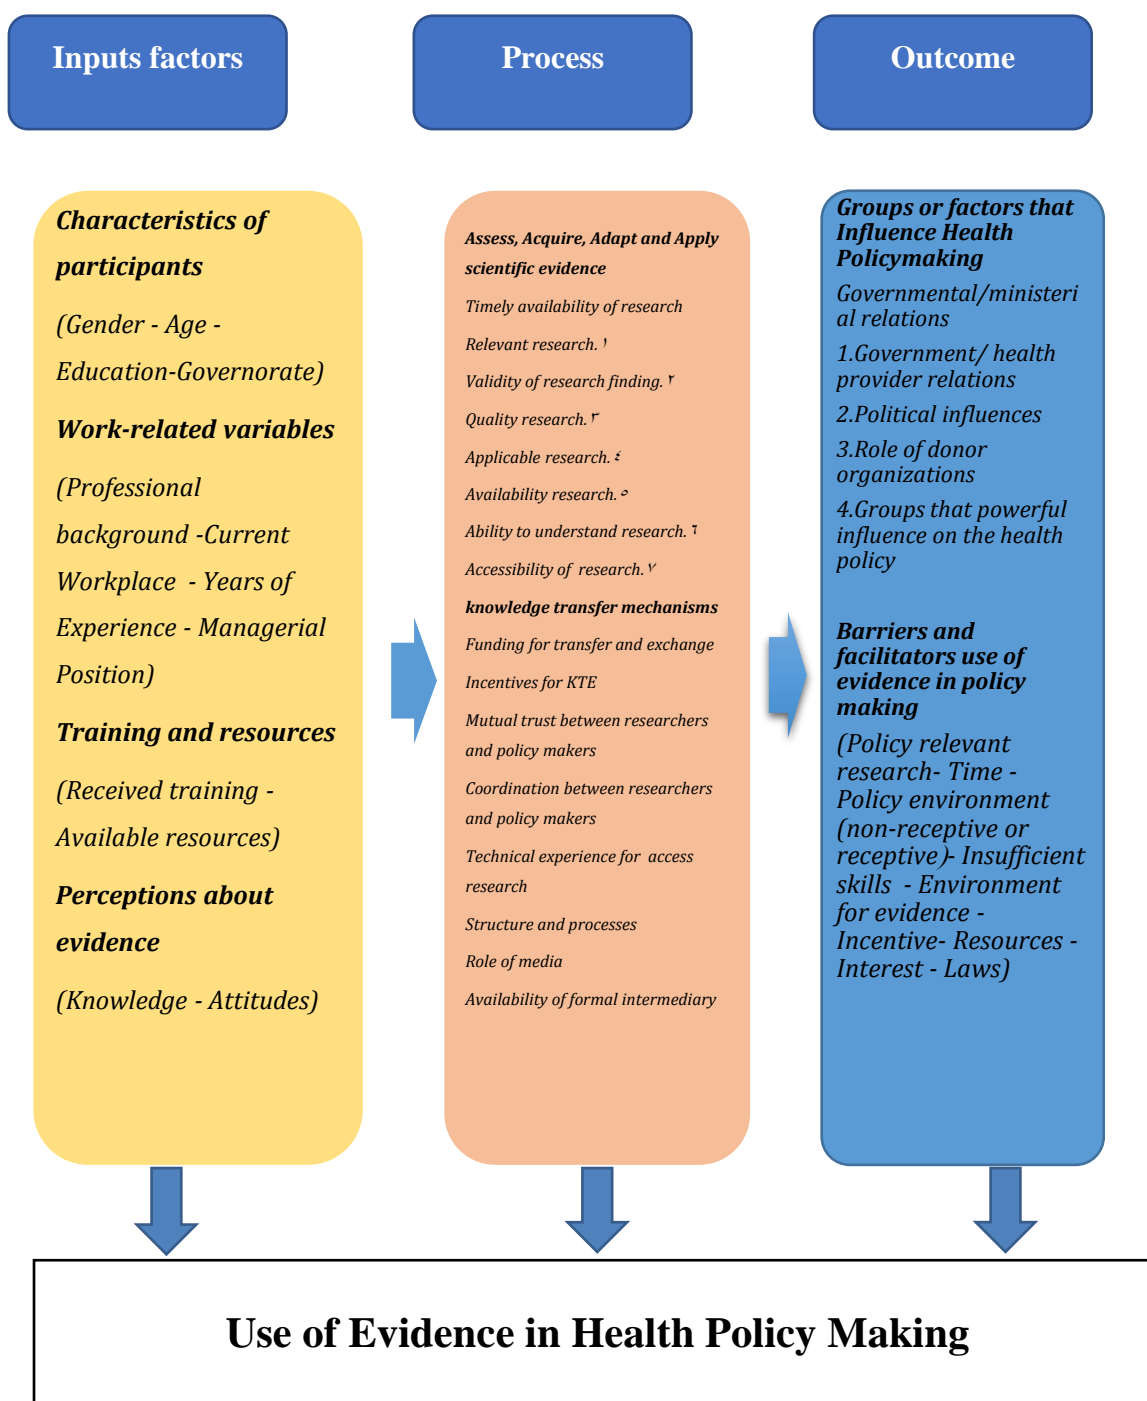 Inputs factors
Process
Outcome
Characteristics of
participants
(Gender - Age -
Education-Governorate)
Work-related variables
(Professional
background -Current
Workplace - Years of
Experience - Managerial
Position)
Training and resources
(Received training -
Available resources)
Perceptions about
evidence
(Knowledge - Attitudes)
Assess, Acquire, Adapt and Apply
scientific evidence
Timely availability of research
Relevant research. ١
Validity of research finding. ٢
Quality research. ٣
Applicable research. ٤
Availability research. ٥
Ability to understand research. ٦
Accessibility of research. ٧
knowledge transfer mechanisms
Funding for transfer and exchange
Incentives for KTE
Mutual trust between researchers
and policy makers
Coordination between researchers
and policy makers
Technical experience for access
research
Structure and processes
Role of media
Availability of formal intermediary
Groups or factors that
Influence Health
Policymaking
Governmental/ministeri
al relations
1.Government/ health
provider relations
2.Political influences
3.Role of donor
organizations
4.Groups that powerful
influence on the health
policy
Barriers and
facilitators use of
evidence in policy
making
(Policy relevant
research- Time -
Policy environment
(non-receptive or
receptive)- Insufficient
skills - Environment
for evidence -
Incentive- Resources -
Interest - Laws)
Use of Evidence in Health Policy Making